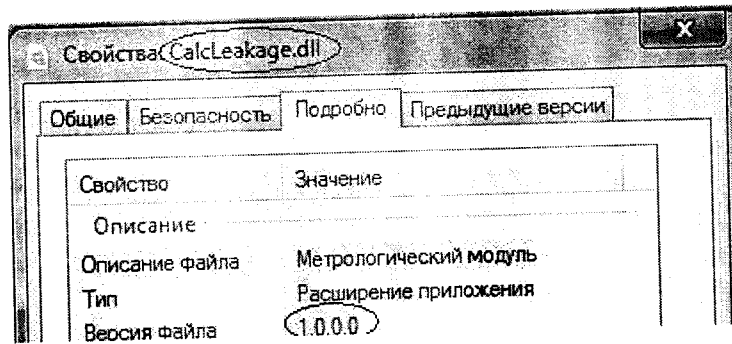 Свойства: CalcLeakage.dll
Общие Безопасность Подробно Предыдущие версии
Свойство Значение
Описание
Описание файла Метрологический модуль
Тип Расширение приложения
Версия файла 1.0.0.0